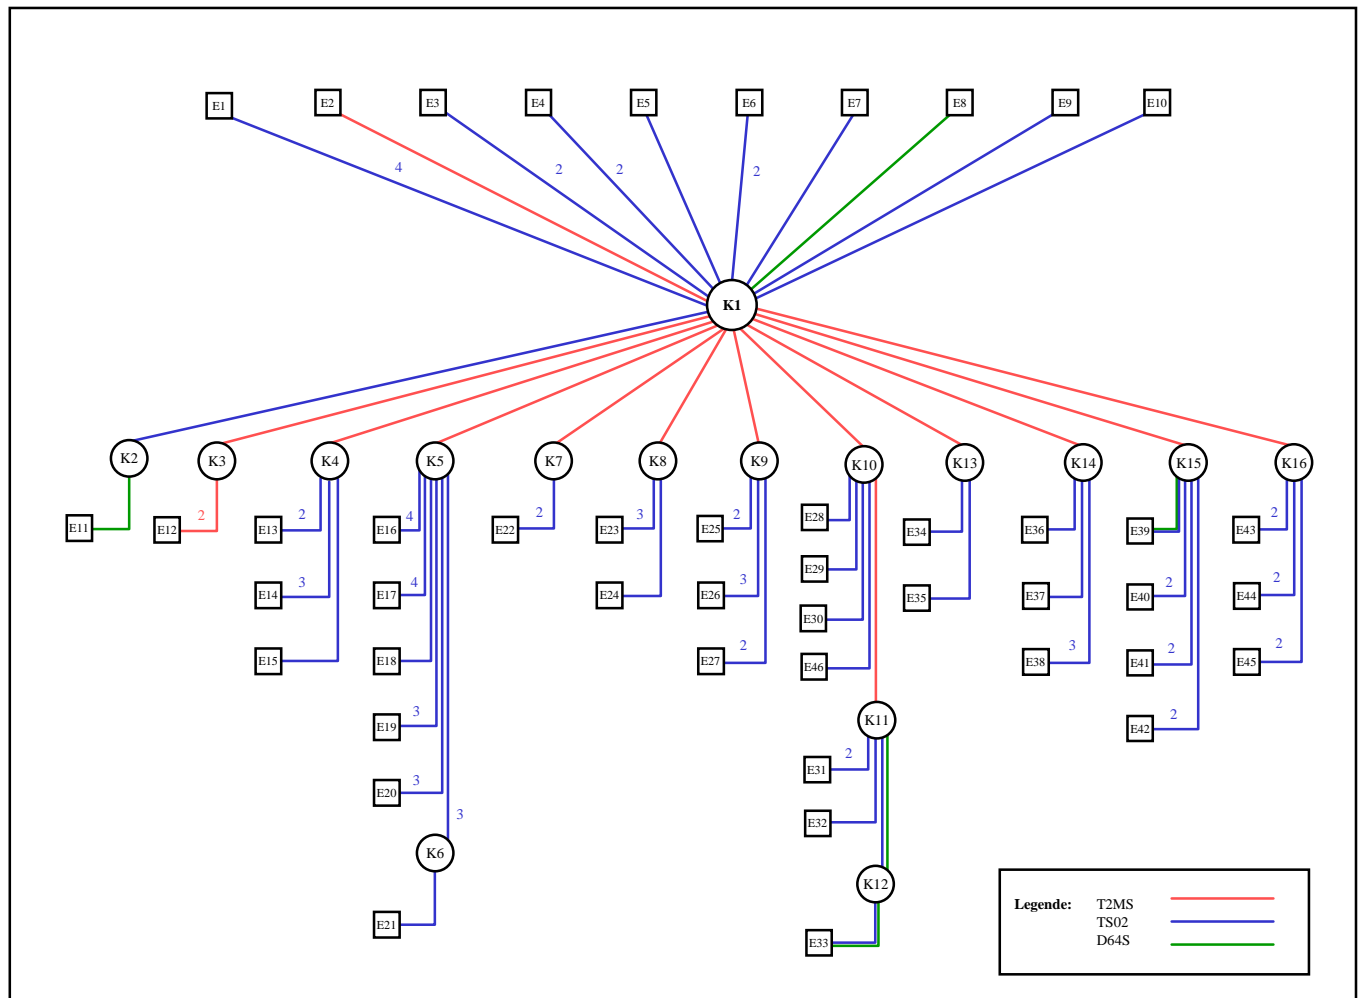 E1 E2 E3 E4 E5 E6 E7 E8 E9 E10
4 2 2 2
K1
K2 K3 K4 K5 K7 K8 K9 K10 K13 K14 K15 K16
E11 E12 2 E13 2 E16 4 E22 2 E23 3 E25 2 E28 E34 E36 E39 E43 2
E29
E14 3 E17 4 E24 E26 3 E35 E37 E40 2 E44 2
E30
E15 E18 E27 2 E46 E38 3 E41 2 E45 2
E19 3 K11 E42 2
E31 2
E20 3
3 E32
K6
K12
E21 E33
Legende: T2MS
TS02
D64S